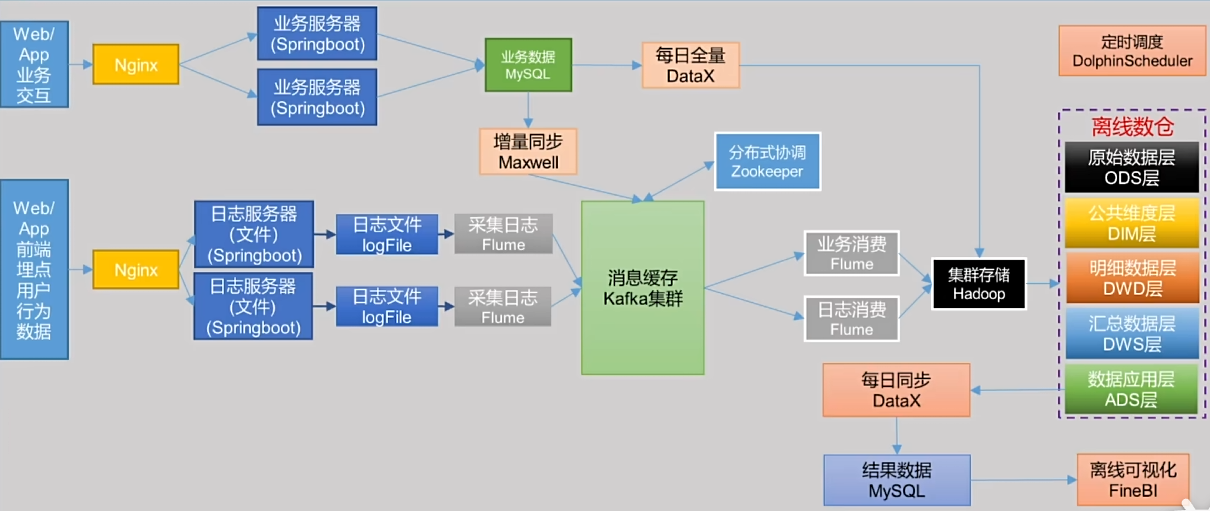 Web/
App
业务
交互
Nginx
业务服务器
(Springboot)
业务服务器
(Springboot)
业务数据
MySQL
每日全量
DataX
定时调度
DolphinScheduler
增量同步
Maxwell
分布式协调
Zookeeper
离线数仓
原始数据层
ODS层
公共维度层
DIM层
明细数据层
DWD层
汇总数据层
DWS层
数据应用层
ADS层
Web/
App
前端
埋点
用户
行为
数据
Nginx
日志服务器
(文件)
(Springboot)
日志服务器
(文件)
(Springboot)
日志文件
logFile
日志文件
logFile
采集日志
Flume
采集日志
Flume
消息缓存
Kafka集群
业务消费
Flume
日志消费
Flume
集群存储
Hadoop
每日同步
DataX
结果数据
MySQL
离线可视化
FineBI